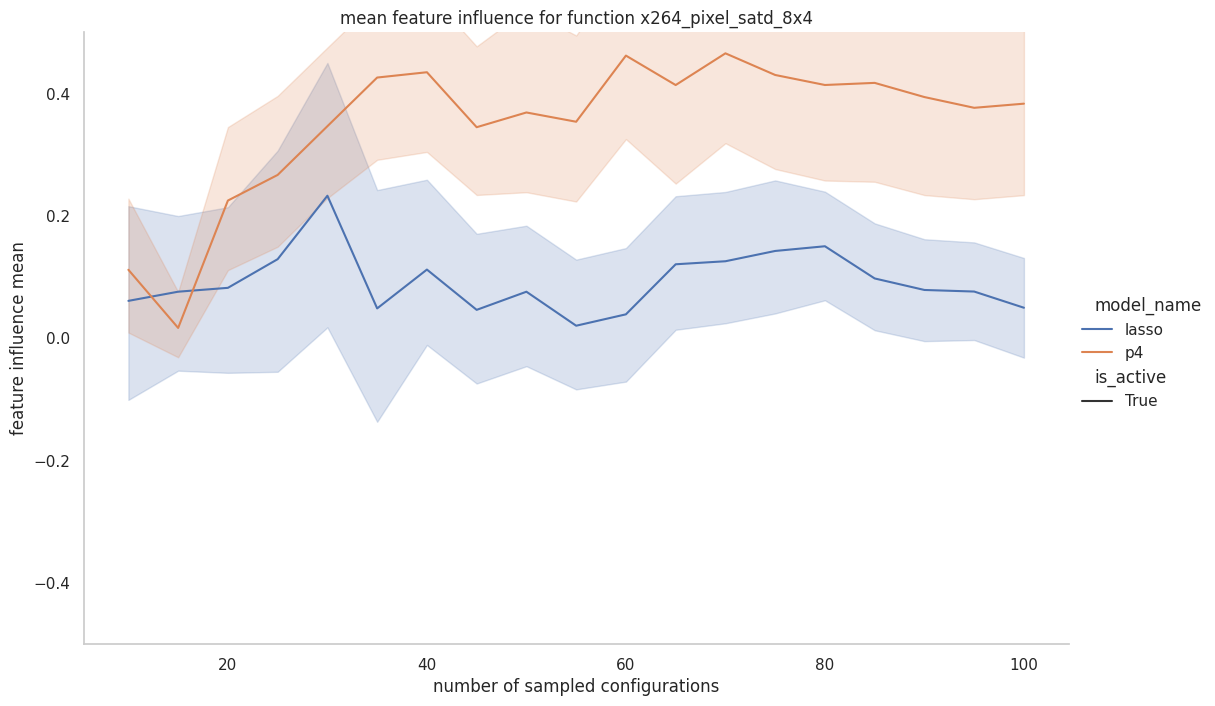 mean feature influence for function x264_pixel_satd_8x4
feature influence mean
0.4
0.2
0.0
−0.2
−0.4
20
40
60
80
100
number of sampled configurations
model_name
lasso
p4
is_active
True